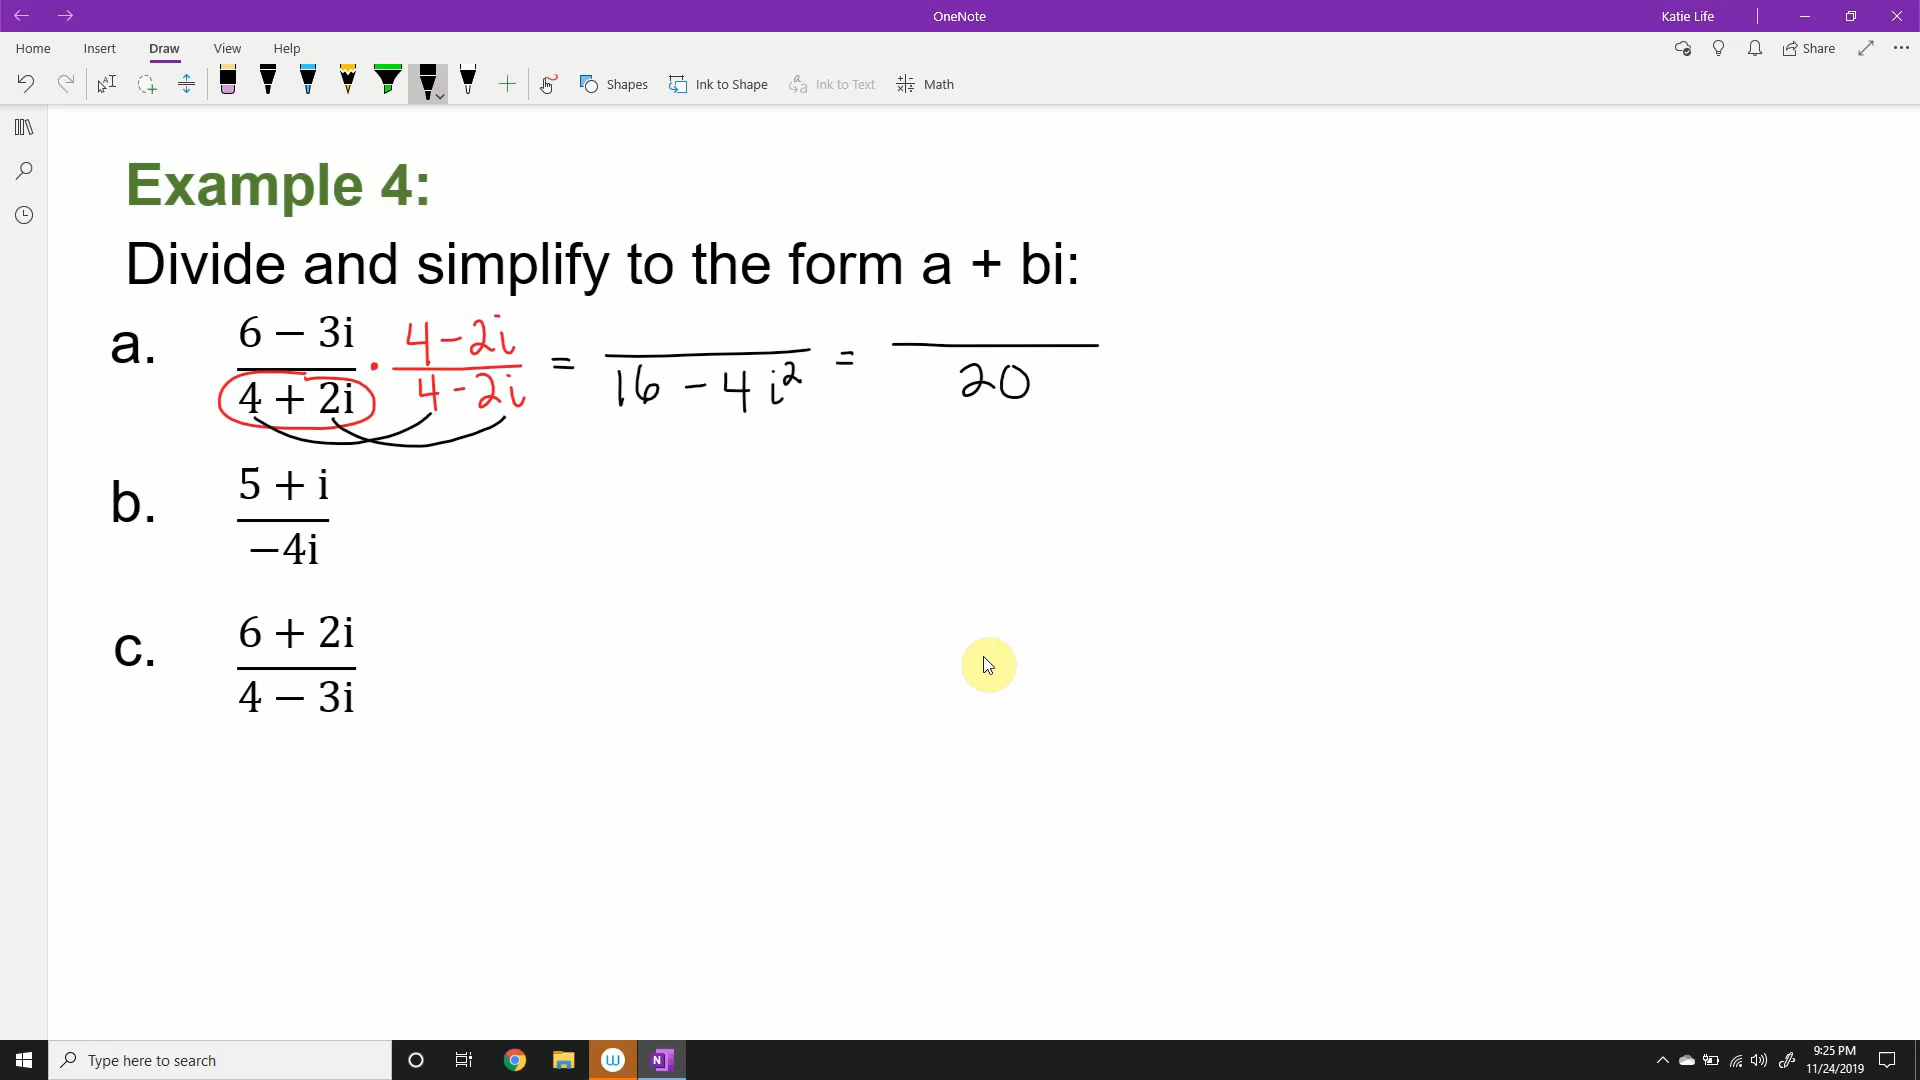 OneNote
Katie Life
Home Insert Draw View Help
Share
Shapes Ink to Shape Ink to Text Math
Example 4:
Divide and simplify to the form a + bi:
a. 6 − 3i / 4 + 2i · 4 − 2i / 4 − 2i = / 16 − 4i² = / 20
b. 5 + i / −4i
c. 6 + 2i / 4 − 3i
Type here to search
9:25 PM
11/24/2019